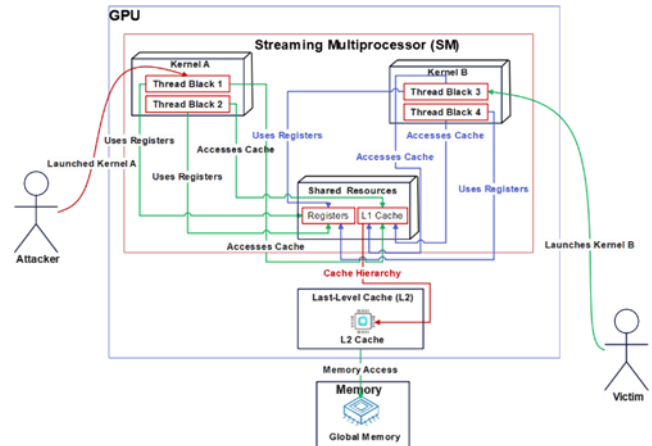 GPU
Streaming Multiprocessor (SM)
Kernel A
Thread Black 1
Thread Black 2
Kernel B
Thread Black 3
Thread Black 4
Uses Registers
Accesses Cache
Accesses Cache
Accesses Cache
Launched Kernel A
Uses Registers
Uses Registers
Shared Resources
Registers
L1 Cache
Attacker
Accesses Cache
Launches Kernel B
Cache Hierarchy
Last-Level Cache (L2)
L2 Cache
Memory Access
Memory
Global Memory
Victim
Uses Registers